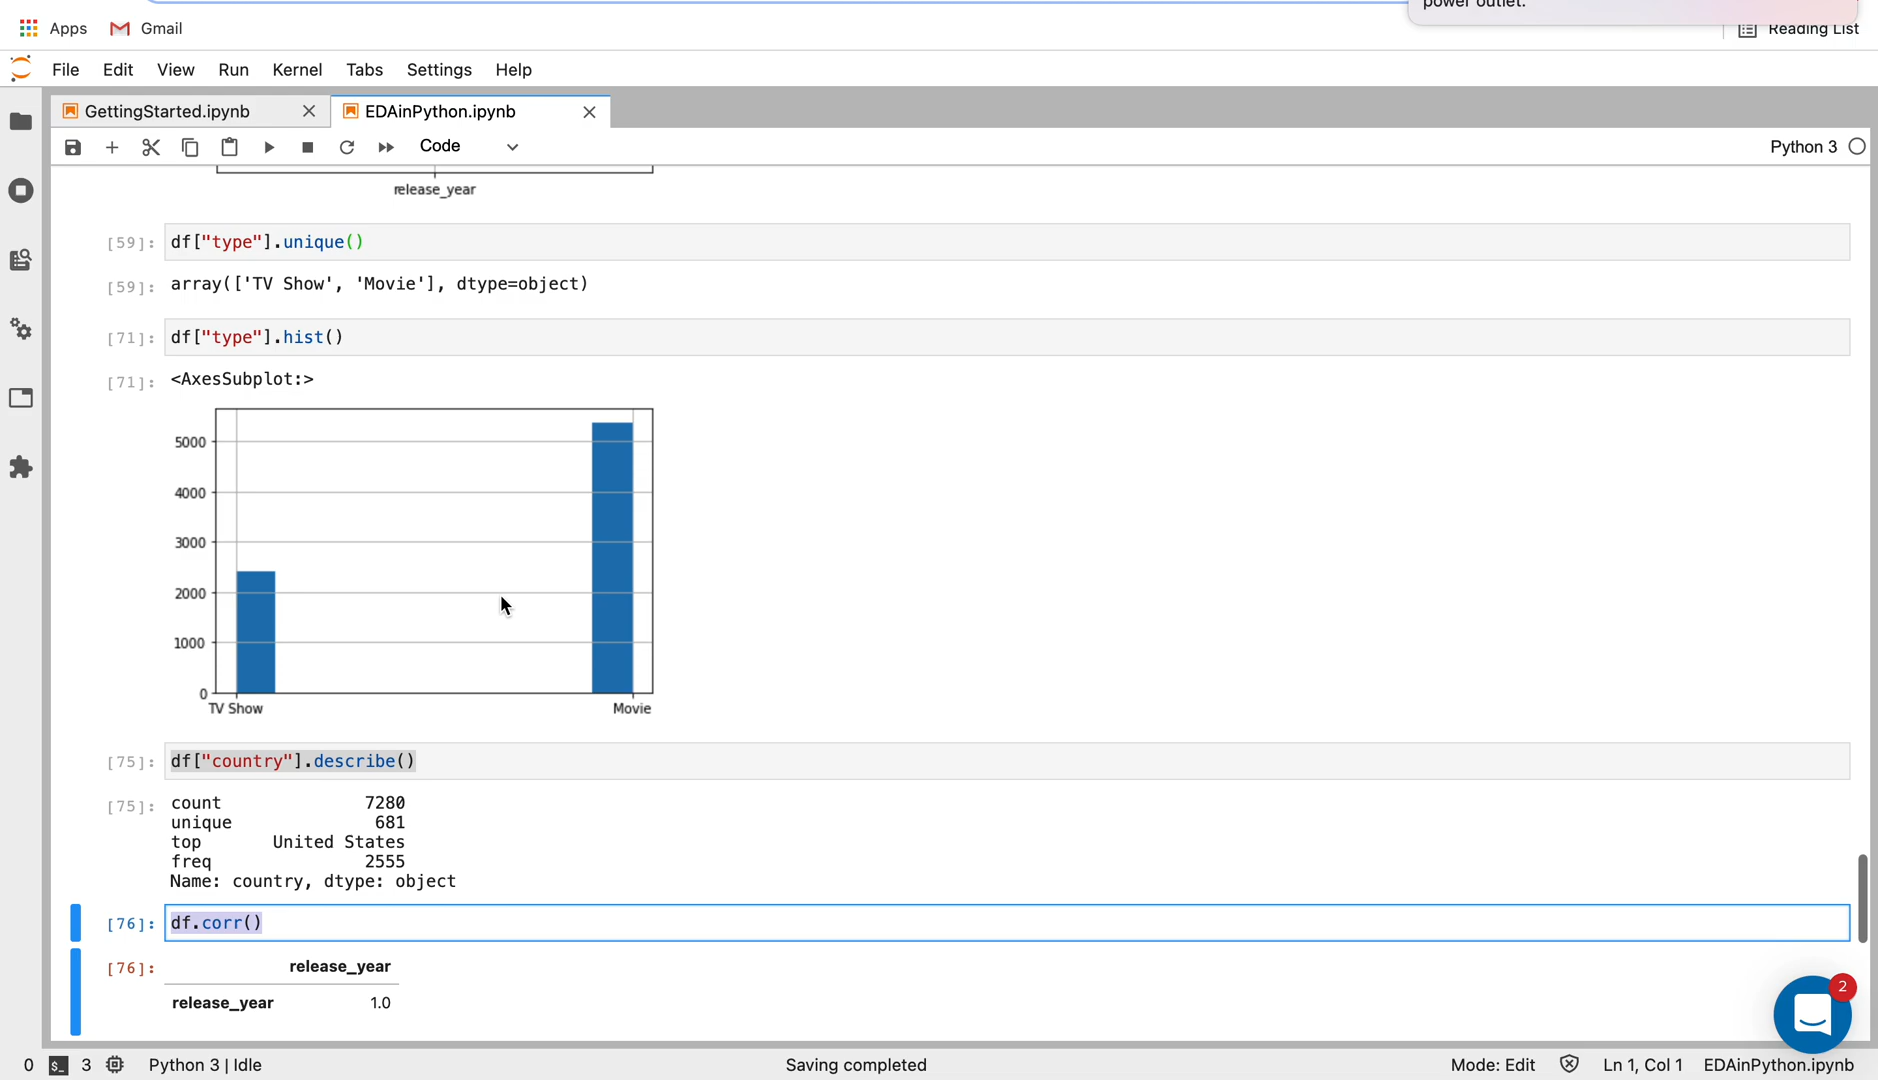 power outlet.
Apps
Gmail
Reading List
File Edit View Run Kernel Tabs Settings Help
GettingStarted.ipynb
EDAinPython.ipynb
Code
Python 3
release_year
[59]: df["type"].unique()
[59]: array(['TV Show', 'Movie'], dtype=object)
[71]: df["type"].hist()
[71]: <AxesSubplot:>
5000
4000
3000
2000
1000
0
TV Show Movie
[75]: df["country"].describe()
[75]: count 7280
unique 681
top United States
freq 2555
Name: country, dtype: object
[76]: df.corr()
[76]: release_year
release_year 1.0
2
0 $_ 3 Python 3 | Idle Saving completed Mode: Edit Ln 1, Col 1 EDAinPython.ipynb